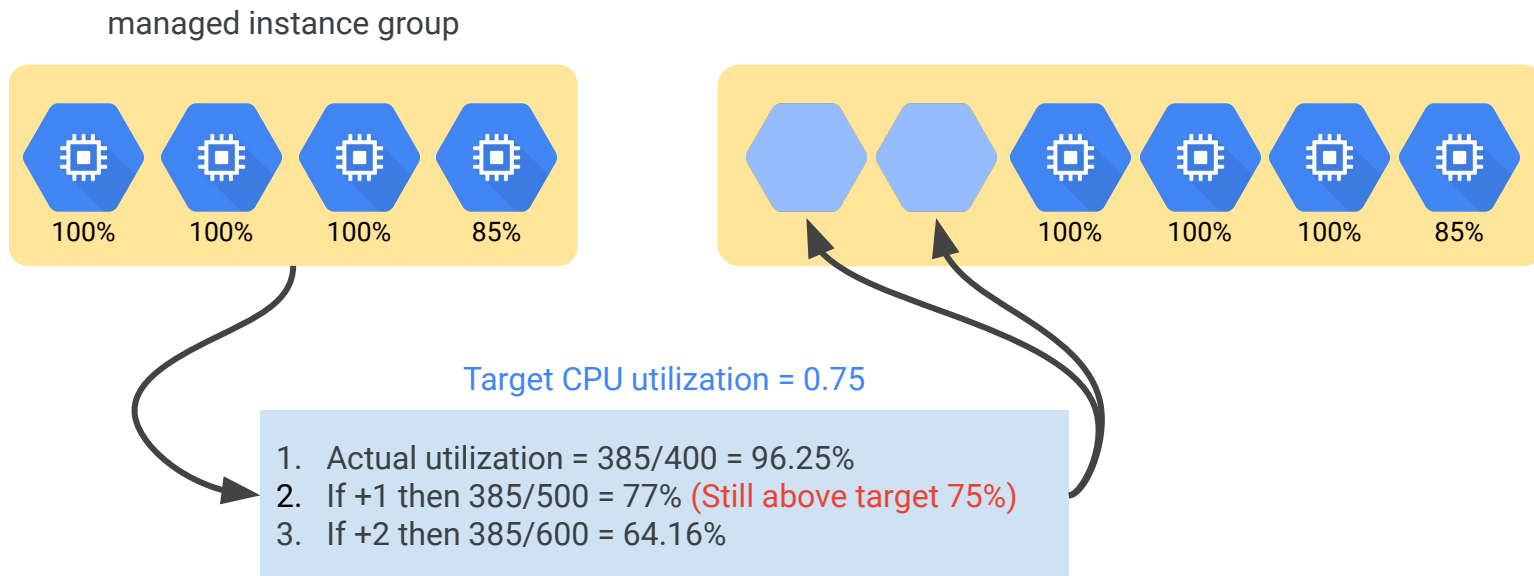 managed instance group
100% 100% 100% 85%
100% 100% 100% 85%
Target CPU utilization = 0.75
1. Actual utilization = 385/400 = 96.25%
2. If +1 then 385/500 = 77% (Still above target 75%)
3. If +2 then 385/600 = 64.16%